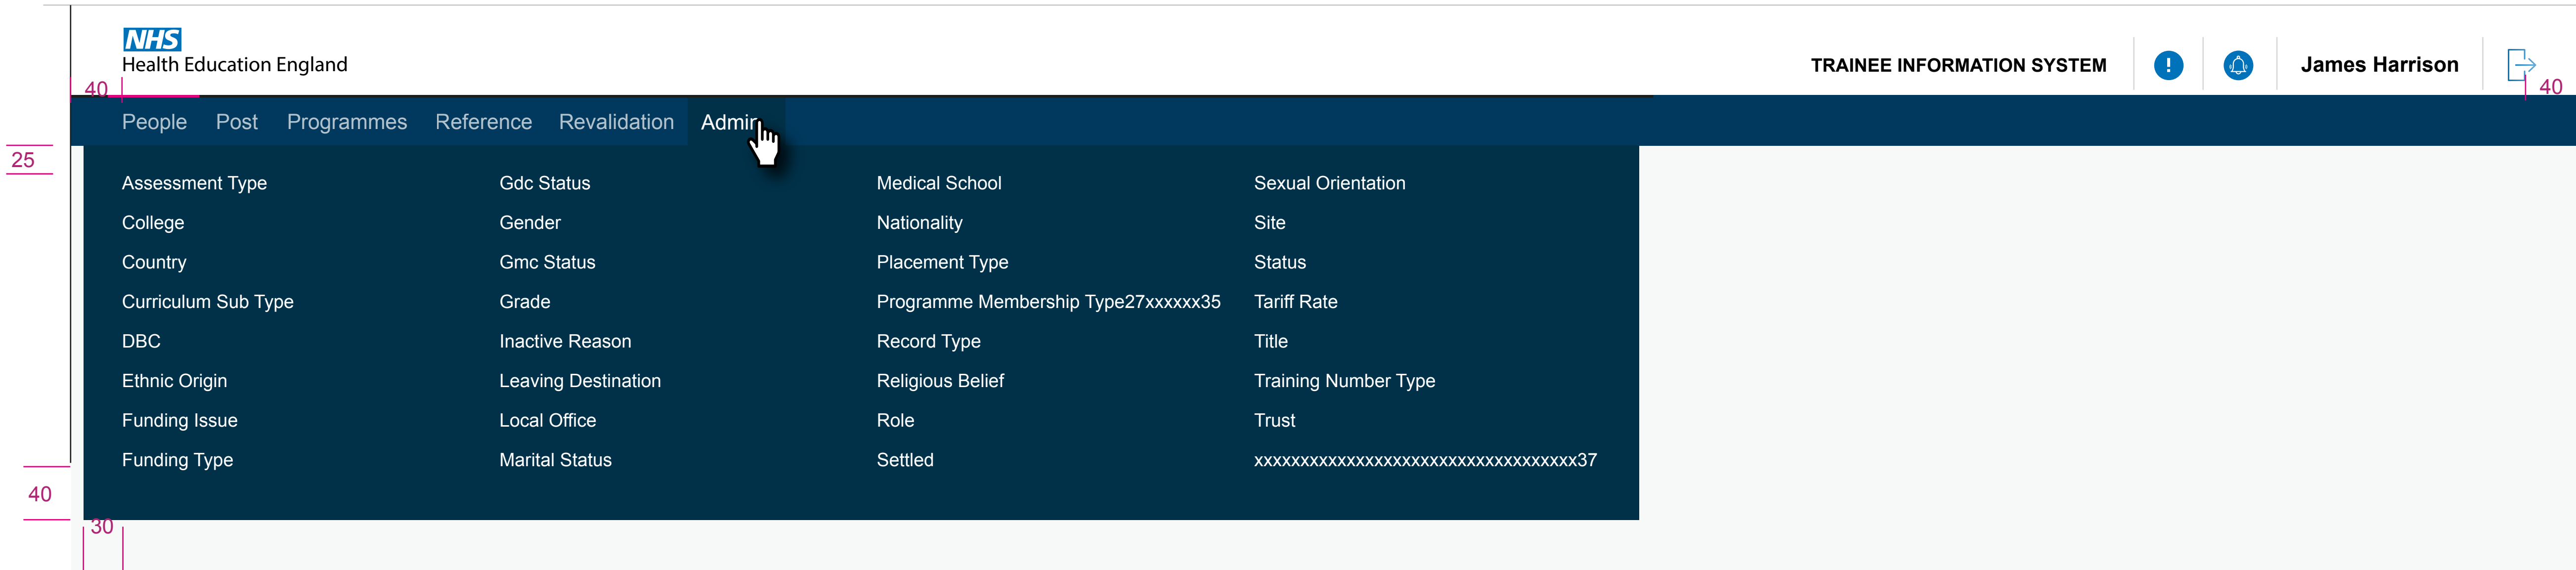 NHS
Health Education England
TRAINEE INFORMATION SYSTEM
!
James Harrison
40
40
People Post Programmes Reference Revalidation Admin
25
Assessment Type Gdc Status Medical School Sexual Orientation
College Gender Nationality Site
Country Gmc Status Placement Type Status
Curriculum Sub Type Grade Programme Membership Type27xxxxxx35 Tariff Rate
DBC Inactive Reason Record Type Title
Ethnic Origin Leaving Destination Religious Belief Training Number Type
Funding Issue Local Office Role Trust
Funding Type Marital Status Settled xxxxxxxxxxxxxxxxxxxxxxxxxxxxxxxxxxx37
40
30